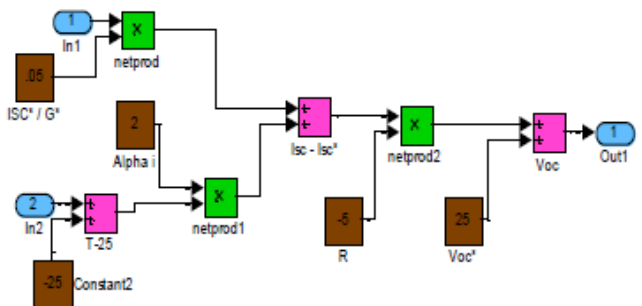 1
In1
X
netprod
.05
ISC* / G*
2
Alpha i
+
+
Isc - Isc*
X
netprod2
+
+
Voc
1
Out1
2
In2
+
+
T-25
X
netprod1
-5
R
25
Voc*
-25
Constant2